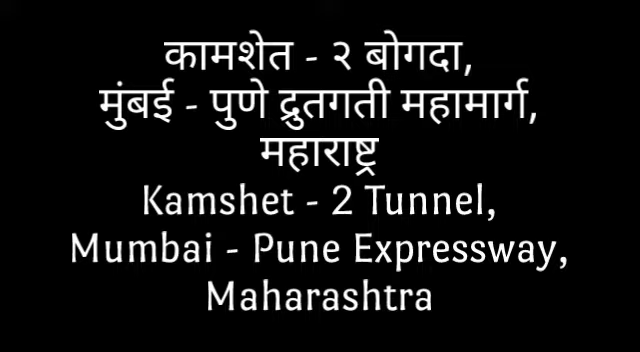 कामशेत - २ बोगदा,
मुंबई - पुणे द्रुतगती महामार्ग,
महाराष्ट्र
Kamshet - 2 Tunnel,
Mumbai - Pune Expressway,
Maharashtra